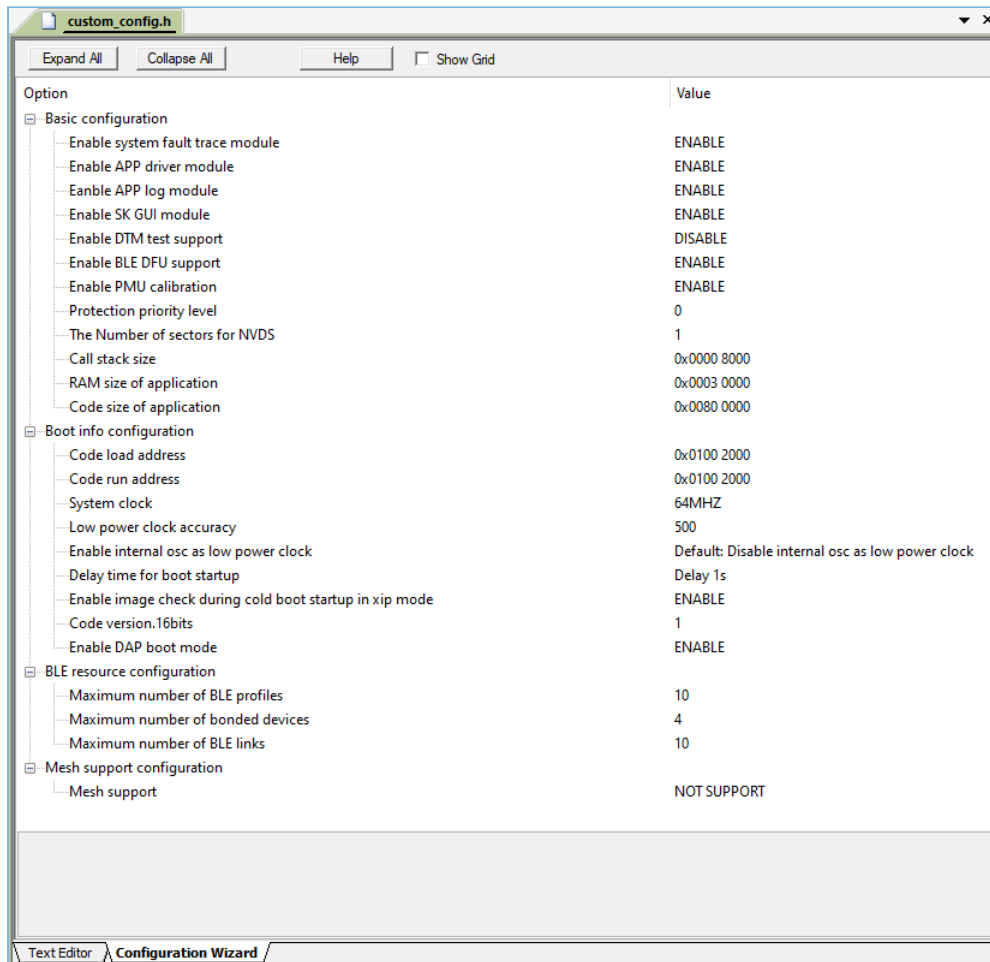 custom_config.h
Expand All Collapse All Help Show Grid
Option Value
Basic configuration
Enable system fault trace module ENABLE
Enable APP driver module ENABLE
Eanble APP log module ENABLE
Enable SK GUI module ENABLE
Enable DTM test support DISABLE
Enable BLE DFU support ENABLE
Enable PMU calibration ENABLE
Protection priority level 0
The Number of sectors for NVDS 1
Call stack size 0x0000 8000
RAM size of application 0x0003 0000
Code size of application 0x0080 0000
Boot info configuration
Code load address 0x0100 2000
Code run address 0x0100 2000
System clock 64MHZ
Low power clock accuracy 500
Enable internal osc as low power clock Default: Disable internal osc as low power clock
Delay time for boot startup Delay 1s
Enable image check during cold boot startup in xip mode ENABLE
Code version.16bits 1
Enable DAP boot mode ENABLE
BLE resource configuration
Maximum number of BLE profiles 10
Maximum number of bonded devices 4
Maximum number of BLE links 10
Mesh support configuration
Mesh support NOT SUPPORT
Text Editor Configuration Wizard